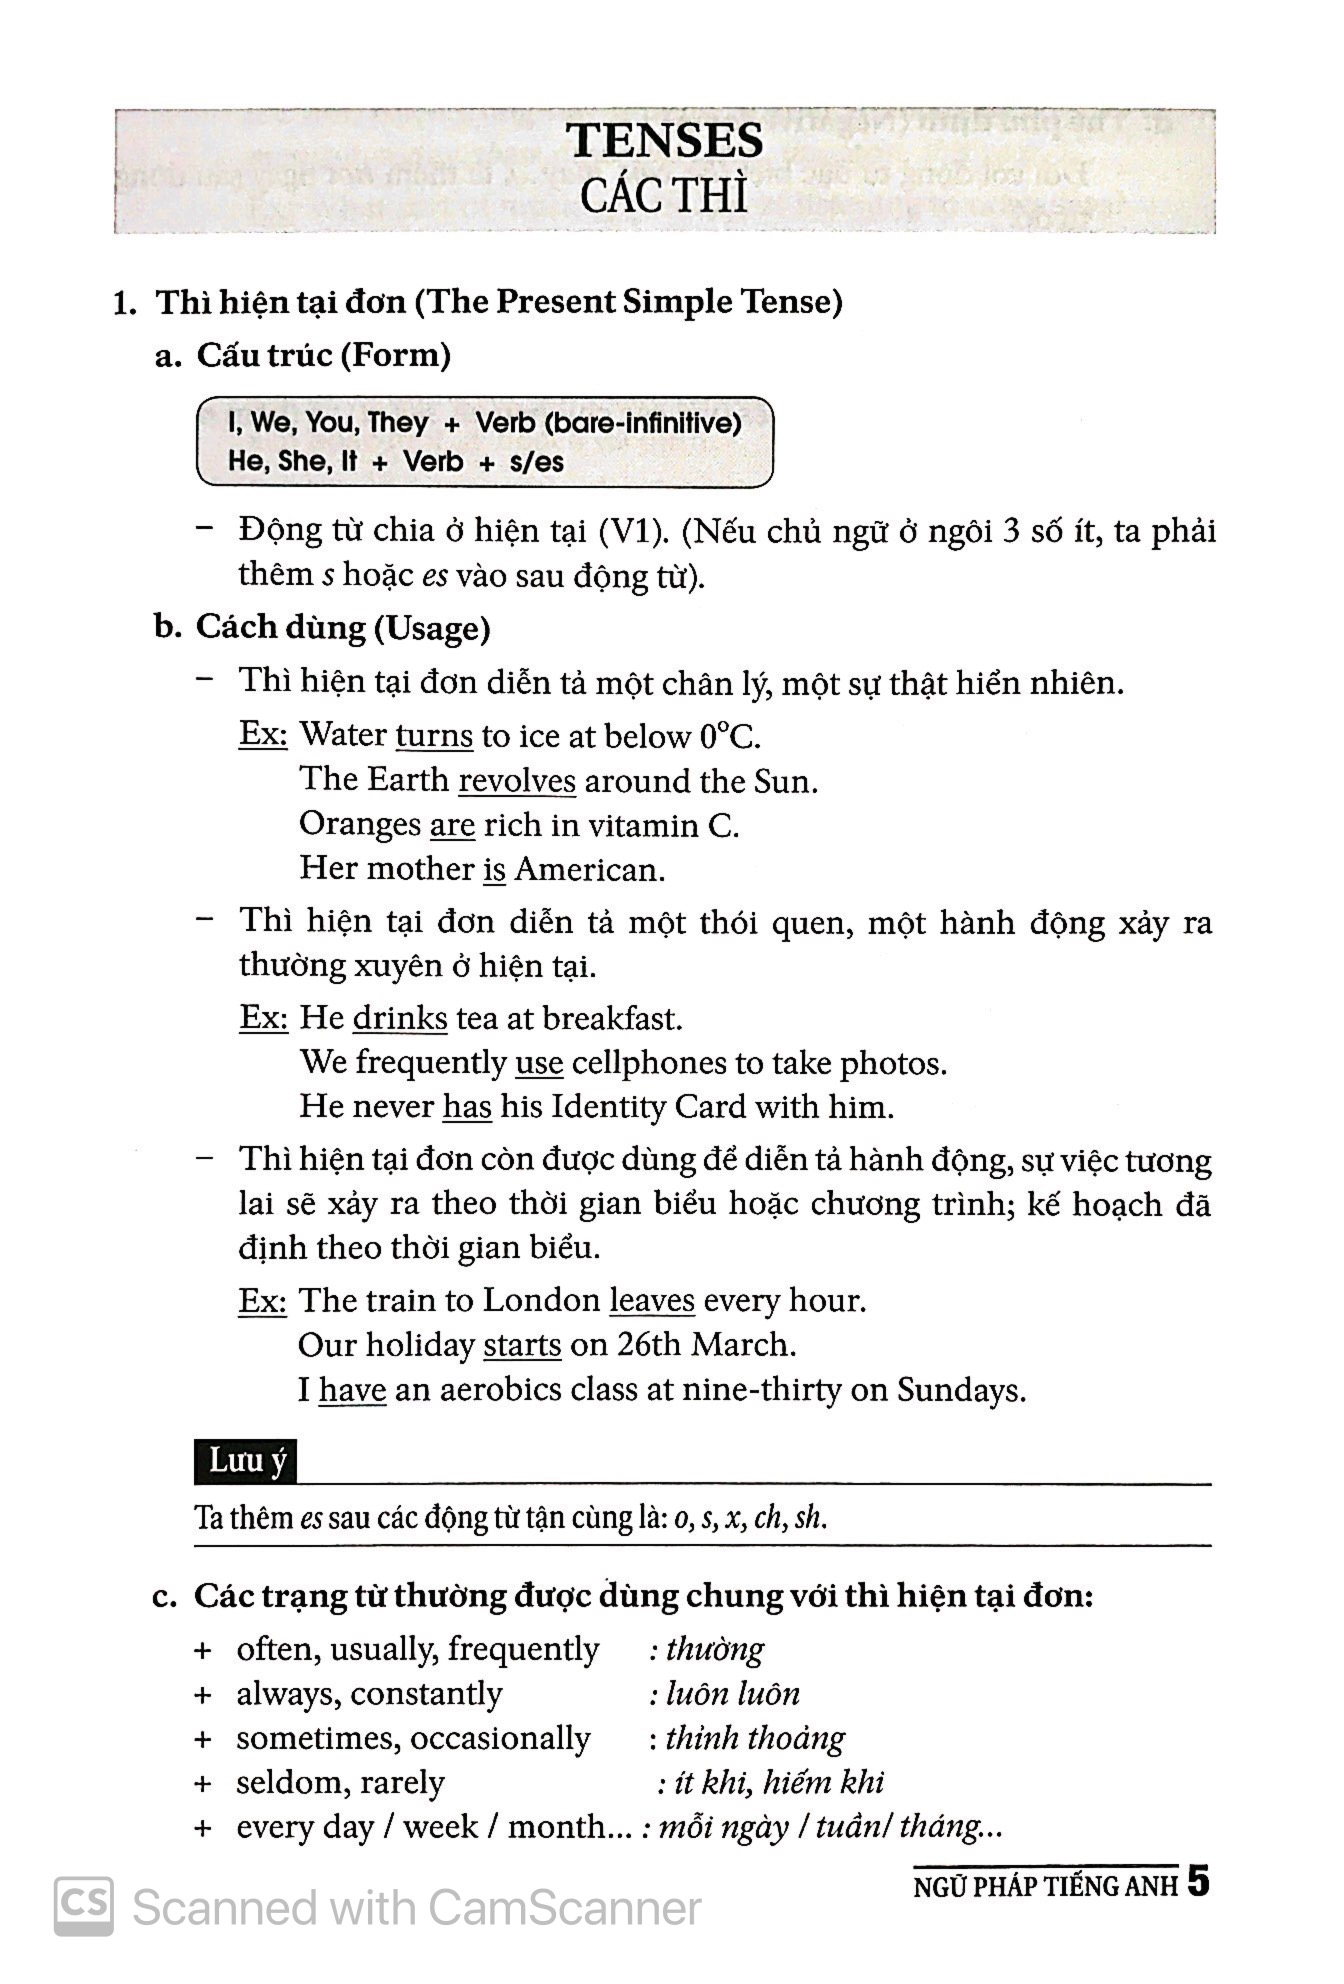 TENSES
CÁC THÌ
1. Thì hiện tại đơn (The Present Simple Tense)
a. Cấu trúc (Form)
I, We, You, They + Verb (bare-infinitive)
He, She, It + Verb + s/es
– Động từ chia ở hiện tại (V1). (Nếu chủ ngữ ở ngôi 3 số ít, ta phải
thêm s hoặc es vào sau động từ).
b. Cách dùng (Usage)
– Thì hiện tại đơn diễn tả một chân lý, một sự thật hiển nhiên.
Ex: Water turns to ice at below 0°C.
The Earth revolves around the Sun.
Oranges are rich in vitamin C.
Her mother is American.
– Thì hiện tại đơn diễn tả một thói quen, một hành động xảy ra
thường xuyên ở hiện tại.
Ex: He drinks tea at breakfast.
We frequently use cellphones to take photos.
He never has his Identity Card with him.
– Thì hiện tại đơn còn được dùng để diễn tả hành động, sự việc tương
lai sẽ xảy ra theo thời gian biểu hoặc chương trình; kế hoạch đã
định theo thời gian biểu.
Ex: The train to London leaves every hour.
Our holiday starts on 26th March.
I have an aerobics class at nine-thirty on Sundays.
Lưu ý
Ta thêm es sau các động từ tận cùng là: o, s, x, ch, sh.
c. Các trạng từ thường được dùng chung với thì hiện tại đơn:
+ often, usually, frequently : thường
+ always, constantly : luôn luôn
+ sometimes, occasionally : thỉnh thoảng
+ seldom, rarely : ít khi, hiếm khi
+ every day / week / month... : mỗi ngày / tuần/ tháng...
NGỮ PHÁP TIẾNG ANH 5
CS Scanned with CamScanner